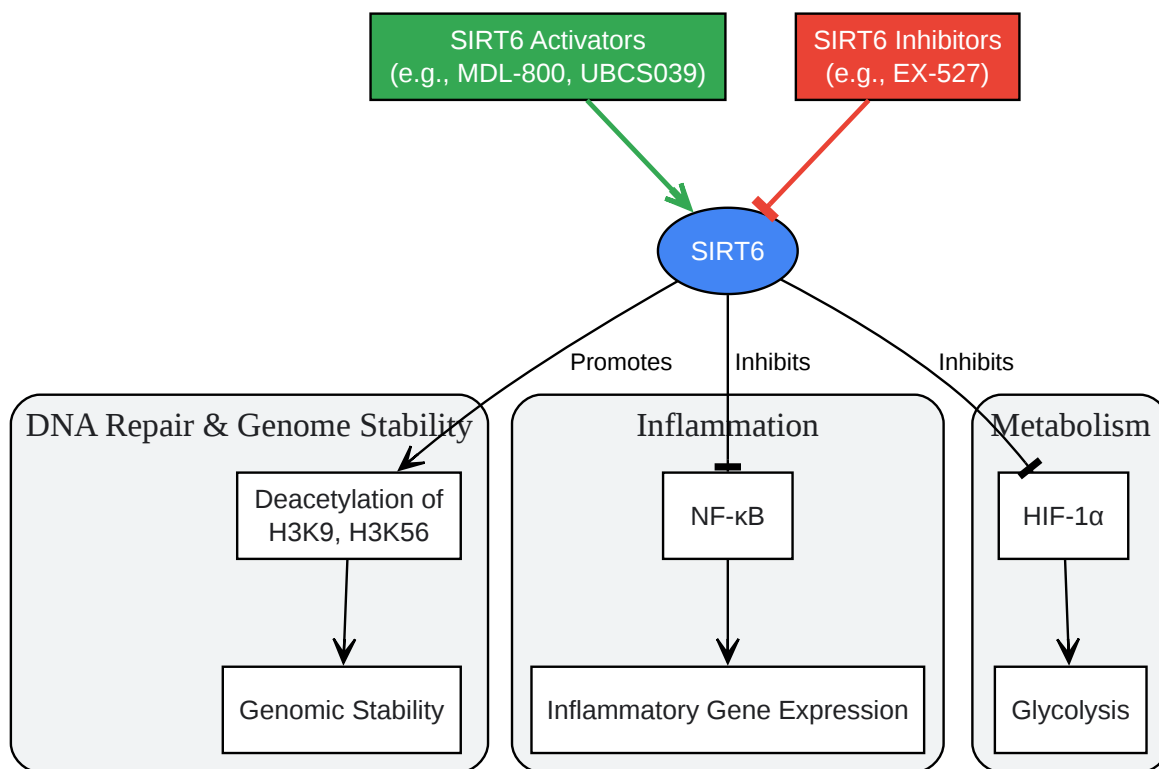 SIRT6 Activators
(e.g., MDL-800, UBCS039)
SIRT6 Inhibitors
(e.g., EX-527)
SIRT6
Promotes
Inhibits
Inhibits
DNA Repair & Genome Stability
Inflammation
Metabolism
Deacetylation of
H3K9, H3K56
NF-κB
HIF-1α
Genomic Stability
Inflammatory Gene Expression
Glycolysis